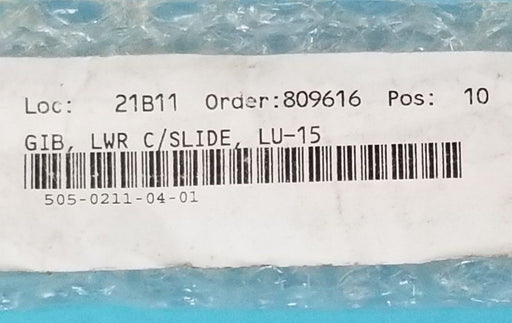 Loc: 21B11 Order:809616 Pos: 10
GIB, LWR C/SLIDE, LU-15
505-0211-04-01